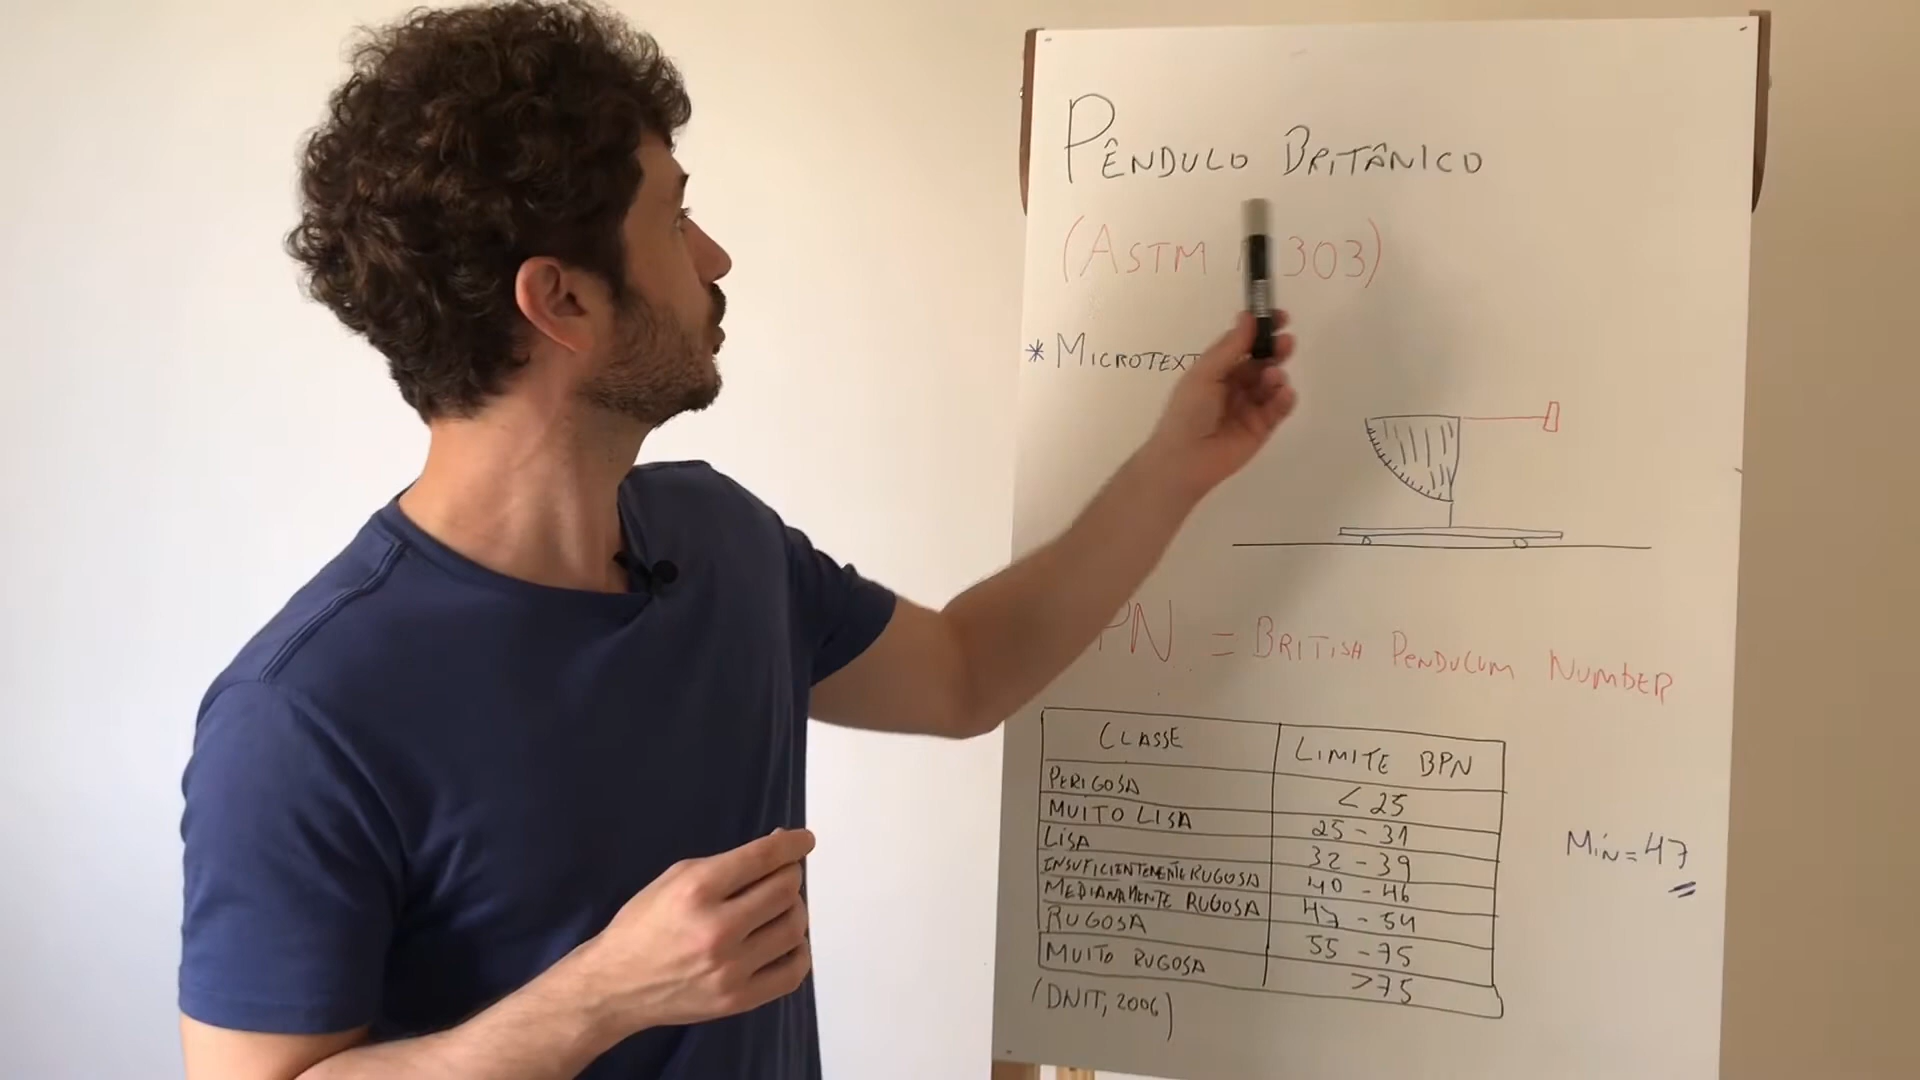 PÊNDULO BRITÂNICO
(ASTM 303)
* MICROTEXT
PN = BRITISH PENDULUM NUMBER
CLASSE LIMITE BPN
PERIGOSA < 25
MUITO LISA 25 - 31
LISA 32 - 39
INSUFICIENTEMENTE RUGOSA 40 - 46
MEDIANAMENTE RUGOSA 47 - 54
RUGOSA 55 - 75
MUITO RUGOSA >75
MÍN = 47
(DNIT, 2006)